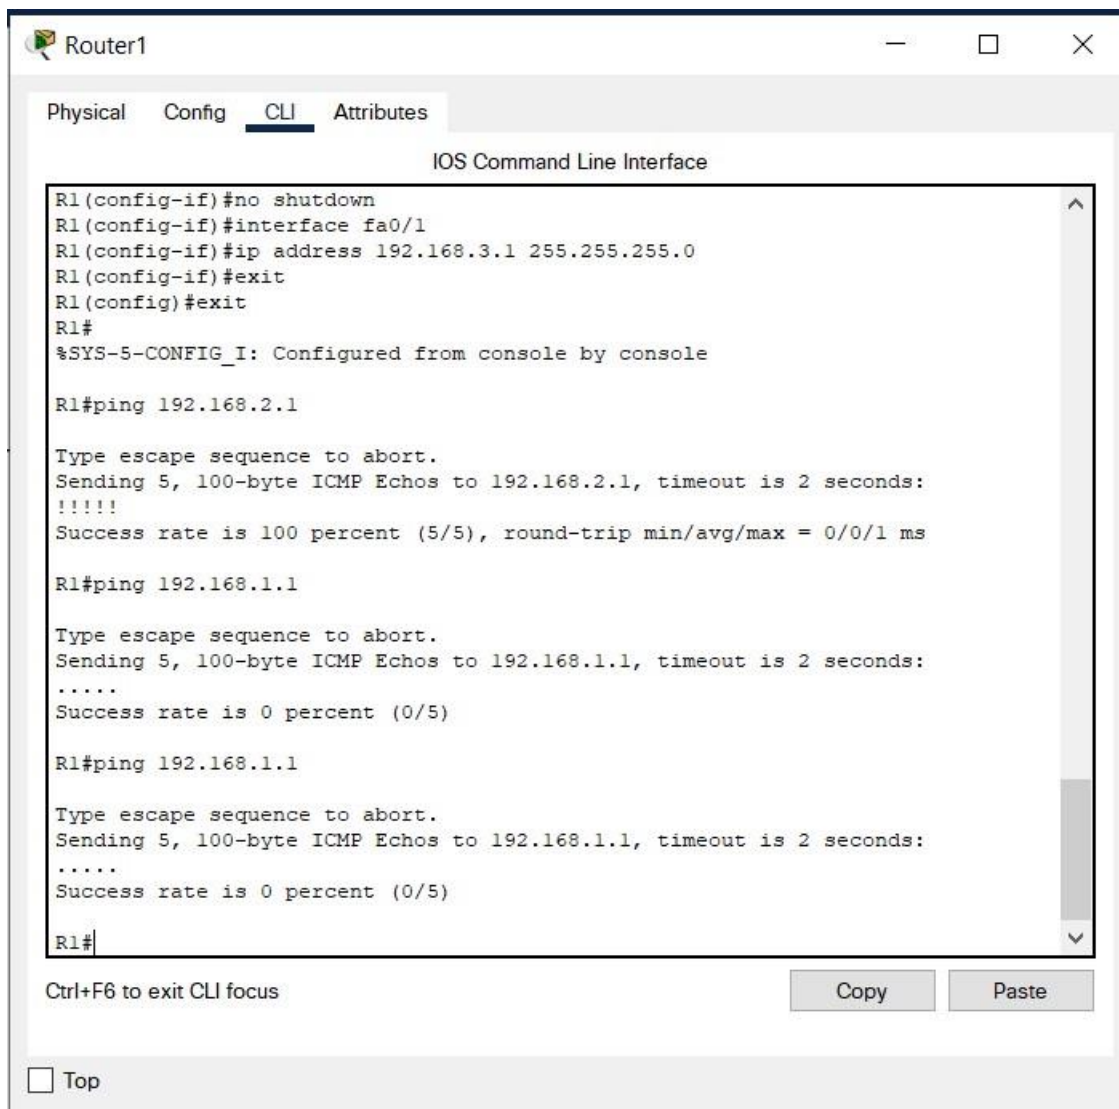 Router1
Physical Config CLI Attributes
IOS Command Line Interface
R1(config-if)#no shutdown
R1(config-if)#interface fa0/1
R1(config-if)#ip address 192.168.3.1 255.255.255.0
R1(config-if)#exit
R1(config)#exit
R1#
%SYS-5-CONFIG_I: Configured from console by console
R1#ping 192.168.2.1
Type escape sequence to abort.
Sending 5, 100-byte ICMP Echos to 192.168.2.1, timeout is 2 seconds:
!!!!!
Success rate is 100 percent (5/5), round-trip min/avg/max = 0/0/1 ms
R1#ping 192.168.1.1
Type escape sequence to abort.
Sending 5, 100-byte ICMP Echos to 192.168.1.1, timeout is 2 seconds:
.....
Success rate is 0 percent (0/5)
R1#ping 192.168.1.1
Type escape sequence to abort.
Sending 5, 100-byte ICMP Echos to 192.168.1.1, timeout is 2 seconds:
.....
Success rate is 0 percent (0/5)
R1#
Ctrl+F6 to exit CLI focus
Copy Paste
Top